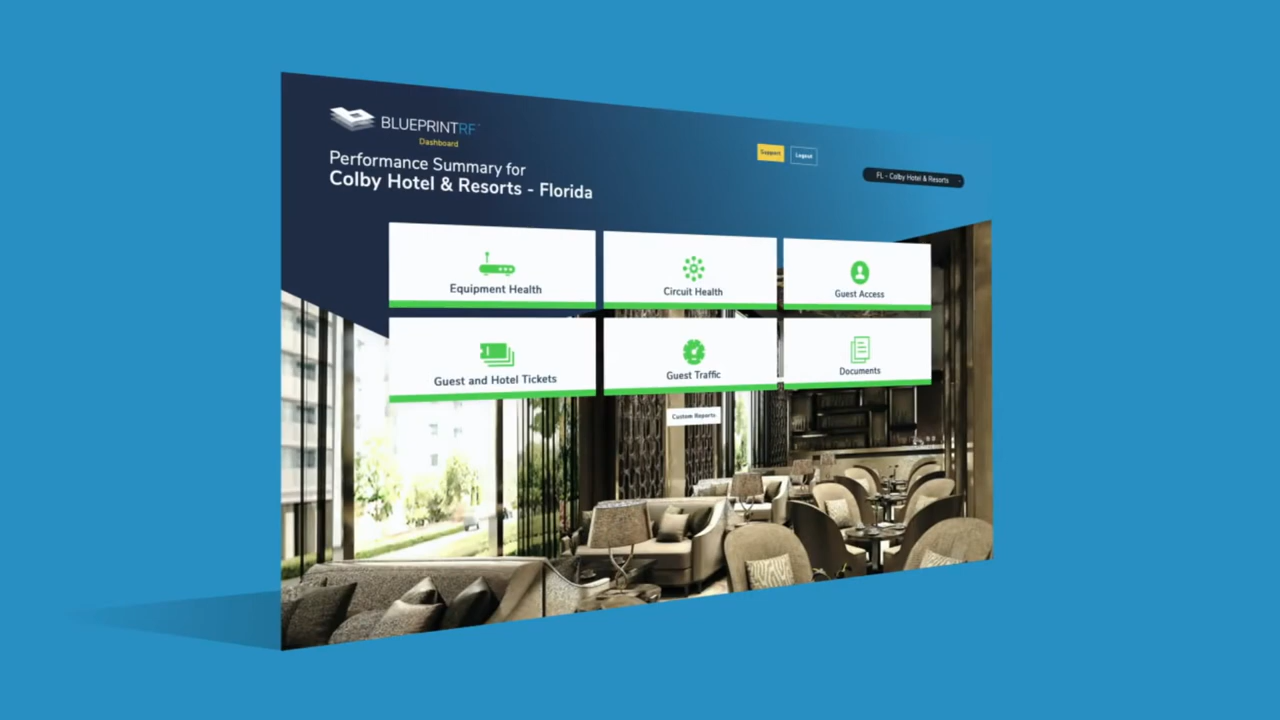 BLUEPRINTRF
Dashboard
Support
Logout
Performance Summary for
Colby Hotel & Resorts - Florida
FL - Colby Hotel & Resorts
Equipment Health
Circuit Health
Guest Access
Guest and Hotel Tickets
Guest Traffic
Documents
Custom Reports